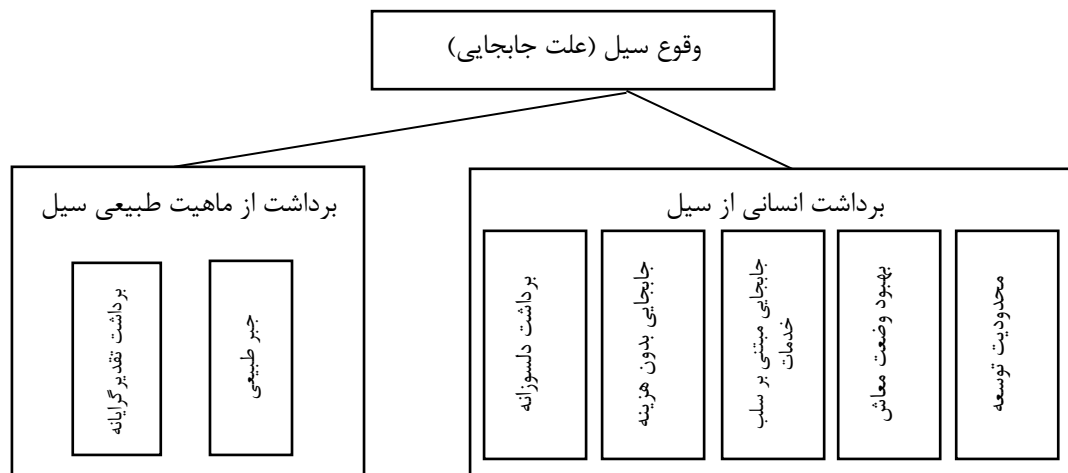 وقوع سیل (علت جابجایی)
برداشت انسانی از سیل
محدودیت توسعه
بهبود وضعت معاش
جابجایی مبتنی بر سلب
خدمات
جابجایی بدون هزینه
برداشت دلسوزانه
برداشت از ماهیت طبیعی سیل
جبر طبیعی
برداشت تقدیرگرایانه